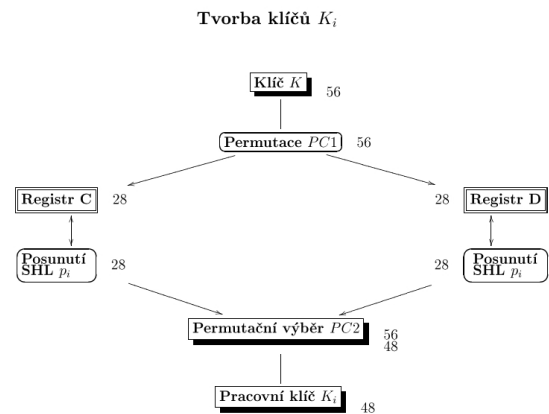 Tvorba klíčů K_i
Klíč K
56
Permutace PC1
56
Registr C
28
28
Registr D
Posunutí
SHL p_i
28
28
Posunutí
SHL p_i
Permutační výběr PC2
56
48
Pracovní klíč K_i
48